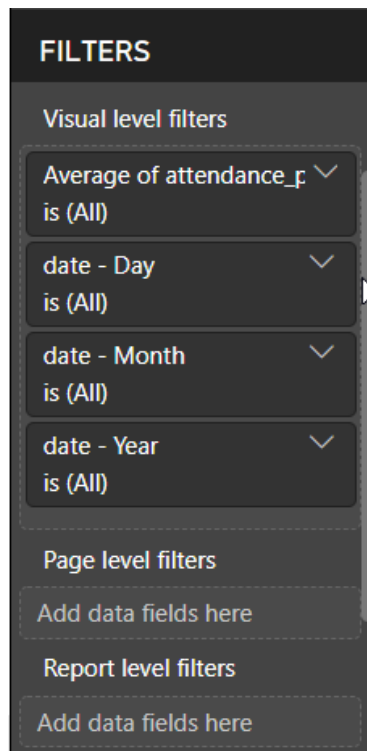 FILTERS
Visual level filters
Average of attendance_p
is (All)
date - Day
is (All)
date - Month
is (All)
date - Year
is (All)
Page level filters
Add data fields here
Report level filters
Add data fields here